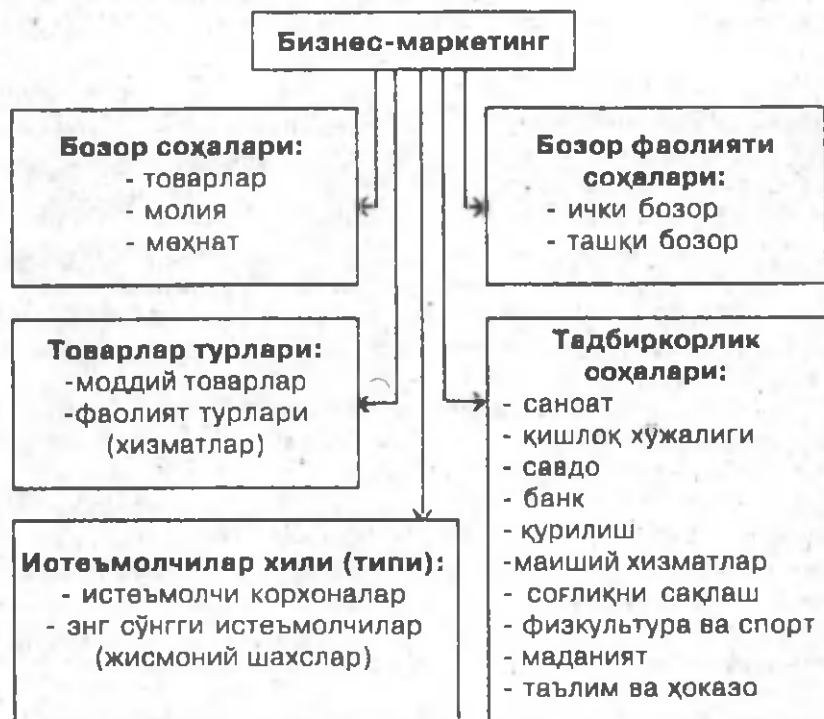 Бизнес-маркетинг
Бозор соҳалари:
- товарлар
- молия
- меҳнат
Бозор фаолияти
соҳалари:
- ички бозор
- ташқи бозор
Товарлар турлари:
-моддий товарлар
-фаолият турлари
(хизматлар)
Тадбиркорлик
соҳалари:
- саноат
- қишлоқ хўжалиги
- савдо
- банк
- қурилиш
-маиший хизматлар
- соғлиқни сақлаш
- физкультура ва спорт
- маданият
- таълим ва ҳоказо
Истеъмолчилар хили (типи):
- истеъмолчи корхоналар
- энг сўнгги истеъмолчилар
(жисмоний шахслар)